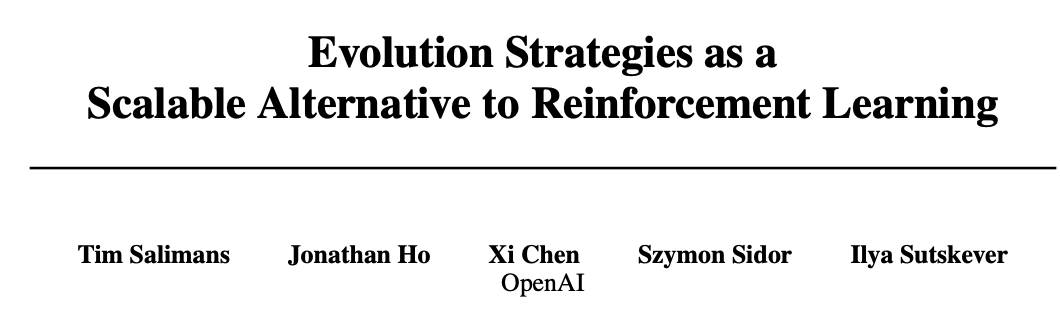 Evolution Strategies as a
Scalable Alternative to Reinforcement Learning
Tim Salimans Jonathan Ho Xi Chen Szymon Sidor Ilya Sutskever
OpenAI